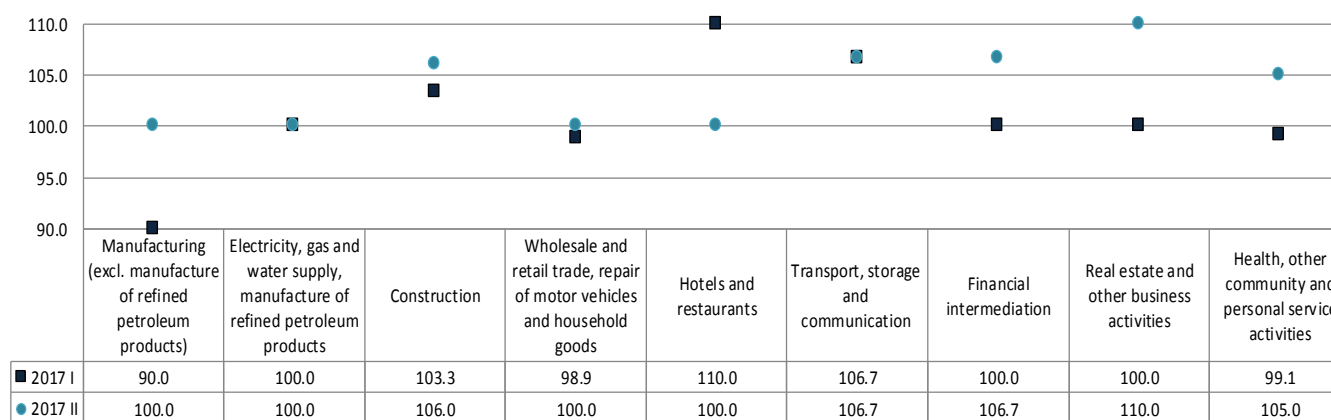 110.0
105.0
100.0
95.0
90.0
Manufacturing
(excl. manufacture
of refined
petroleum
products)
Electricity, gas and
water supply,
manufacture of
refined petroleum
products
Construction
Wholesale and
retail trade, repair
of motor vehicles
and household
goods
Hotels and
restaurants
Transport, storage
and
communication
Financial
intermediation
Real estate and
other business
activities
Health, other
community and
personal service
activities
2017 I 90.0 100.0 103.3 98.9 110.0 106.7 100.0 100.0 99.1
2017 II 100.0 100.0 106.0 100.0 100.0 106.7 106.7 110.0 105.0